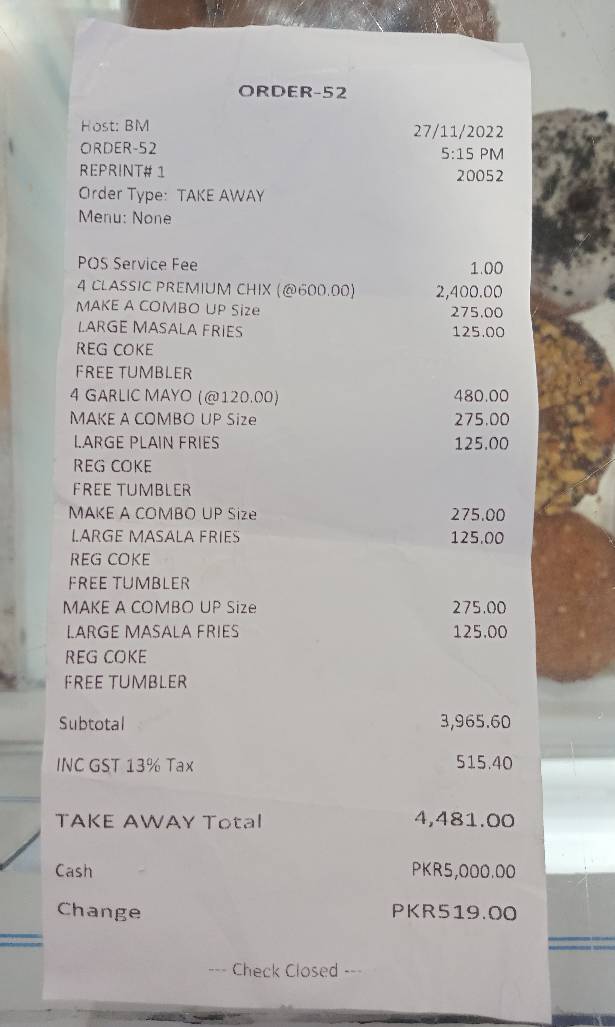 ORDER-52
Host: BM 27/11/2022
ORDER-52 5:15 PM
REPRINT# 1 20052
Order Type: TAKE AWAY
Menu: None
POS Service Fee 1.00
4 CLASSIC PREMIUM CHIX (@600.00) 2,400.00
MAKE A COMBO UP Size 275.00
LARGE MASALA FRIES 125.00
REG COKE
FREE TUMBLER
4 GARLIC MAYO (@120.00) 480.00
MAKE A COMBO UP Size 275.00
LARGE PLAIN FRIES 125.00
REG COKE
FREE TUMBLER
MAKE A COMBO UP Size 275.00
LARGE MASALA FRIES 125.00
REG COKE
FREE TUMBLER
MAKE A COMBO UP Size 275.00
LARGE MASALA FRIES 125.00
REG COKE
FREE TUMBLER
Subtotal 3,965.60
INC GST 13% Tax 515.40
TAKE AWAY Total 4,481.00
Cash PKR5,000.00
Change PKR519.00
--- Check Closed ---